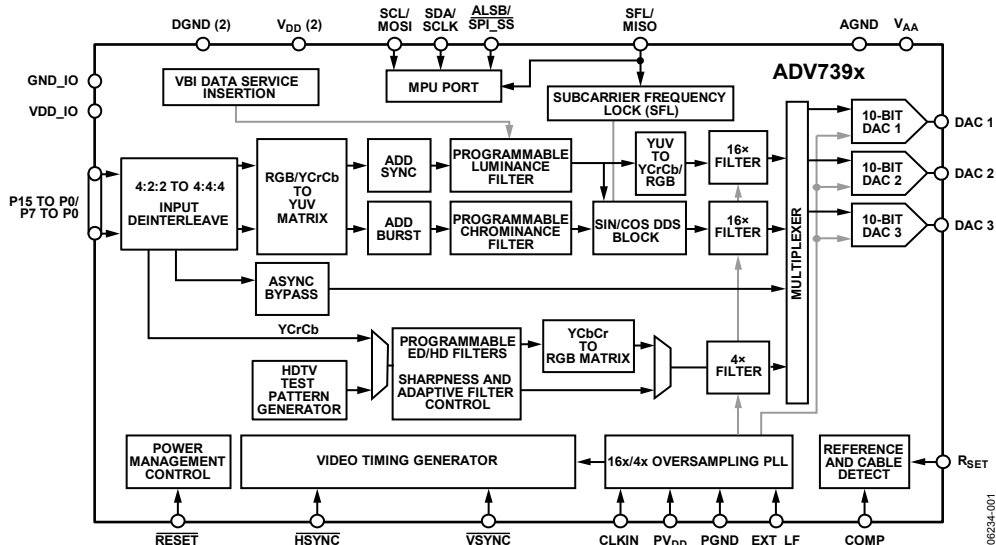 DGND (2)
VDD (2)
SCL/
MOSI
SDA/
SCLK
ALSB/
SPI_SS
SFL/
MISO
AGND
VAA
GND_IO
VDD_IO
P15 TO P0/
P7 TO P0
VBI DATA SERVICE
INSERTION
MPU PORT
SUBCARRIER FREQUENCY
LOCK (SFL)
ADV739x
4:2:2 TO 4:4:4
INPUT
DEINTERLEAVE
RGB/YCrCb
TO
YUV
MATRIX
ADD
SYNC
PROGRAMMABLE
LUMINANCE
FILTER
YUV
TO
YCrCb/
RGB
16×
FILTER
ADD
BURST
PROGRAMMABLE
CHROMINANCE
FILTER
SIN/COS DDS
BLOCK
16×
FILTER
MULTIPLEXER
10-BIT
DAC 1
DAC 1
10-BIT
DAC 2
DAC 2
10-BIT
DAC 3
DAC 3
ASYNC
BYPASS
YCrCb
HDTV
TEST
PATTERN
GENERATOR
PROGRAMMABLE
ED/HD FILTERS
SHARPNESS AND
ADAPTIVE FILTER
CONTROL
YCbCr
TO
RGB MATRIX
4×
FILTER
POWER
MANAGEMENT
CONTROL
VIDEO TIMING GENERATOR
16x/4x OVERSAMPLING PLL
REFERENCE
AND CABLE
DETECT
RSET
RESET
HSYNC
VSYNC
CLKIN
PVDD
PGND
EXT_LF
COMP
06234-001